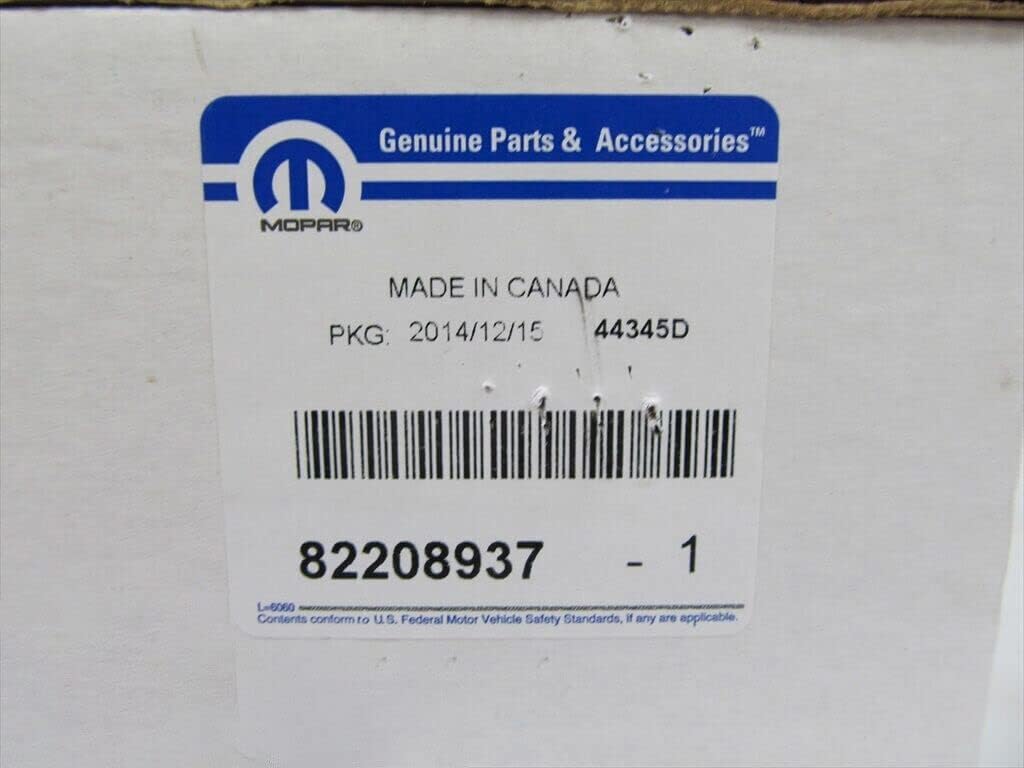 Genuine Parts & Accessories™
MOPAR®
MADE IN CANADA
PKG: 2014/12/15 44345D
82208937 - 1
L=6060
Contents conform to U.S. Federal Motor Vehicle Safety Standards, if any are applicable.